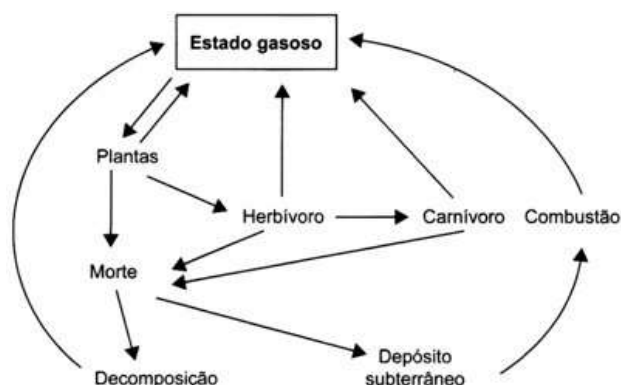 Estado gasoso
Plantas
Herbívoro
Carnívoro
Combustão
Morte
Decomposição
Depósito
subterrâneo